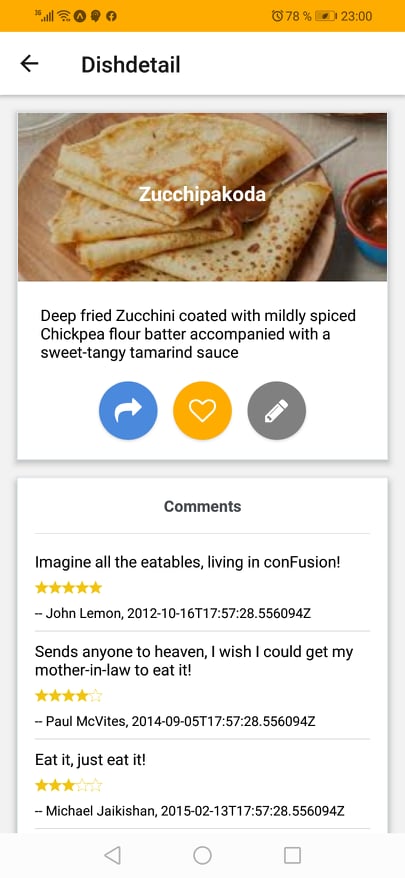 3G 78 % 23:00
Dishdetail
Zucchipakoda
Deep fried Zucchini coated with mildly spiced
Chickpea flour batter accompanied with a
sweet-tangy tamarind sauce
Comments
Imagine all the eatables, living in conFusion!
-- John Lemon, 2012-10-16T17:57:28.556094Z
Sends anyone to heaven, I wish I could get my
mother-in-law to eat it!
-- Paul McVites, 2014-09-05T17:57:28.556094Z
Eat it, just eat it!
-- Michael Jaikishan, 2015-02-13T17:57:28.556094Z